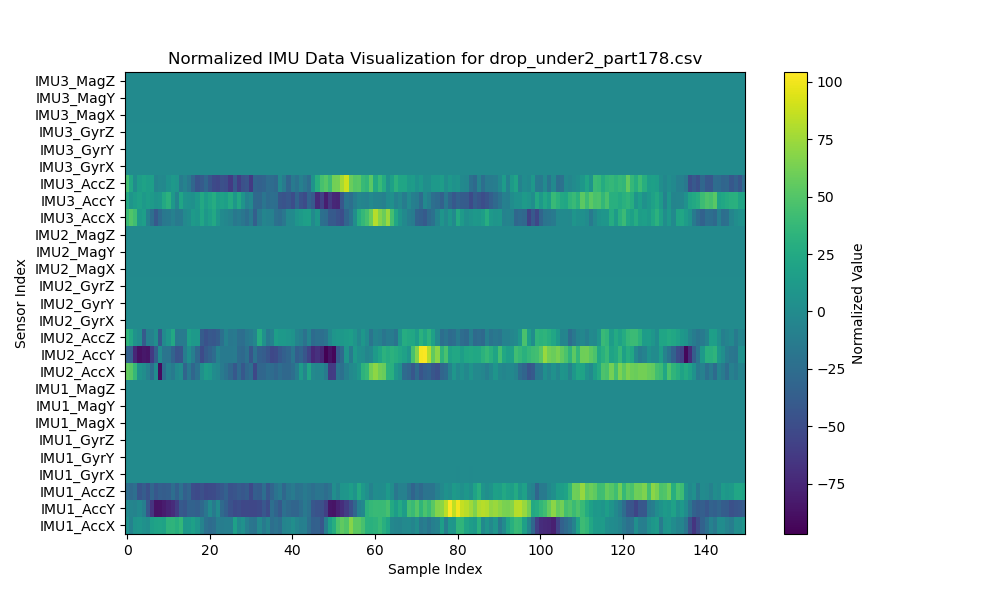 Normalized IMU Data Visualization for drop_under2_part178.csv
IMU3_MagZ
IMU3_MagY
IMU3_MagX
IMU3_GyrZ
IMU3_GyrY
IMU3_GyrX
IMU3_AccZ
IMU3_AccY
IMU3_AccX
IMU2_MagZ
IMU2_MagY
IMU2_MagX
IMU2_GyrZ
IMU2_GyrY
IMU2_GyrX
IMU2_AccZ
IMU2_AccY
IMU2_AccX
IMU1_MagZ
IMU1_MagY
IMU1_MagX
IMU1_GyrZ
IMU1_GyrY
IMU1_GyrX
IMU1_AccZ
IMU1_AccY
IMU1_AccX
Sensor Index
0 20 40 60 80 100 120 140
Sample Index
100
75
50
25
0
−25
−50
−75
Normalized Value